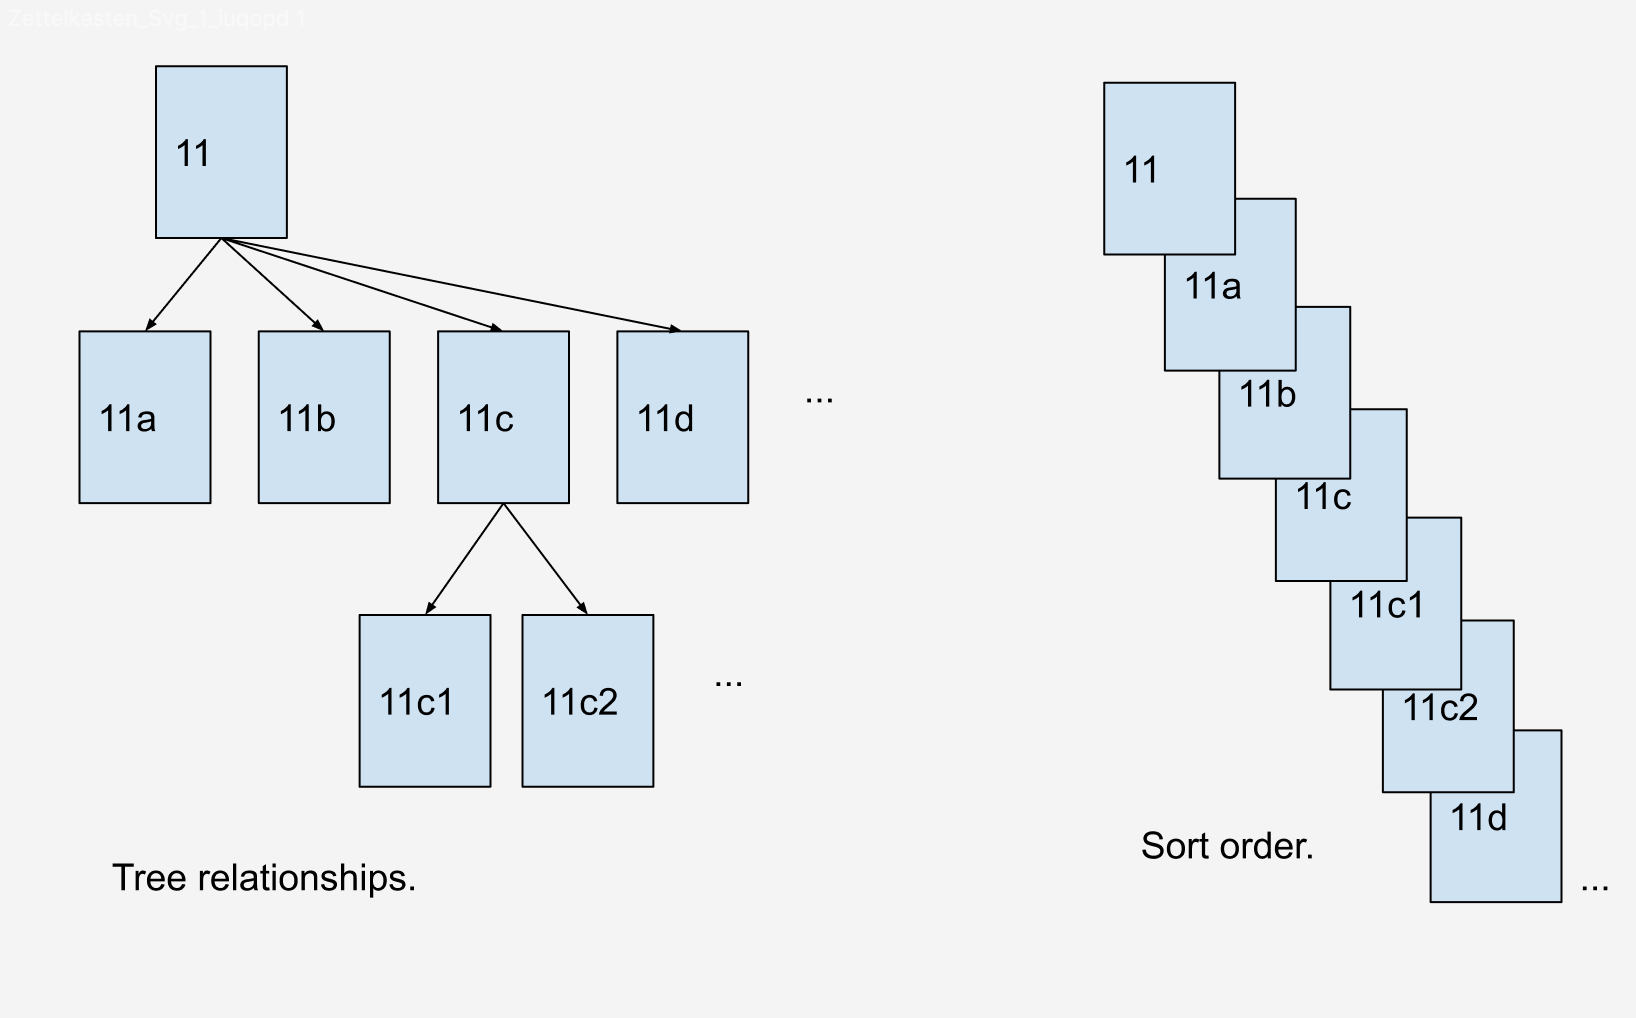 Zettelkasten_Svg_1_iuqopd 1
11
11a
11b
11c
11d
...
11c1
11c2
...
Tree relationships.
11
11a
11b
11c
11c1
11c2
11d
...
Sort order.